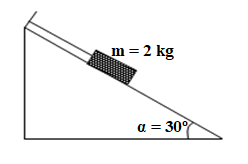 m = 2 kg
α = 30°